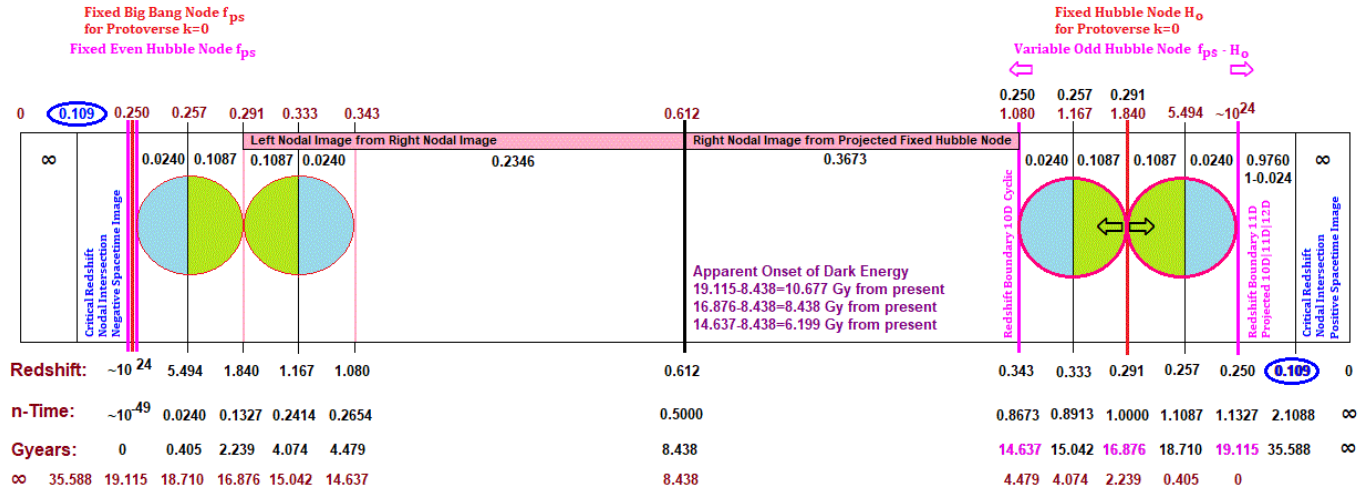 Fixed Big Bang Node f ps
for Protoverse k=0
Fixed Even Hubble Node fps
Fixed Hubble Node Ho
for Protoverse k=0
Variable Odd Hubble Node fps - Ho
0.250 0.257 0.291
0 0.109 0.250 0.257 0.291 0.333 0.343 0.612 1.080 1.167 1.840 5.494 ~10 24
Left Nodal Image from Right Nodal Image
Right Nodal Image from Projected Fixed Hubble Node
∞ 0.0240 0.1087 0.1087 0.0240 0.2346 0.3673 0.0240 0.1087 0.1087 0.0240 0.9760 ∞
1-0.024
Critical Redshift
Nodal Intersection
Negative Spacetime Image
Apparent Onset of Dark Energy
19.115-8.438=10.677 Gy from present
16.876-8.438=8.438 Gy from present
14.637-8.438=6.199 Gy from present
Redshift Boundary 10D Cyclic
Redshift Boundary 11D
Projected 10D|11D|12D
Critical Redshift
Nodal Intersection
Positive Spacetime Image
Redshift: ~10 24 5.494 1.840 1.167 1.080 0.612 0.343 0.333 0.291 0.257 0.250 0.109 0
n-Time: ~10-49 0.0240 0.1327 0.2414 0.2654 0.5000 0.8673 0.8913 1.0000 1.1087 1.1327 2.1088 ∞
Gyears: 0 0.405 2.239 4.074 4.479 8.438 14.637 15.042 16.876 18.710 19.115 35.588 ∞
∞ 35.588 19.115 18.710 16.876 15.042 14.637 8.438 4.479 4.074 2.239 0.405 0